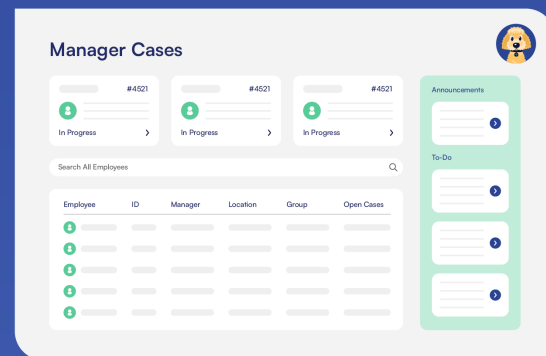 Manager Cases
#4521
In Progress
#4521
In Progress
#4521
In Progress
Search All Employees
Employee ID Manager Location Group Open Cases
Announcements
To-Do